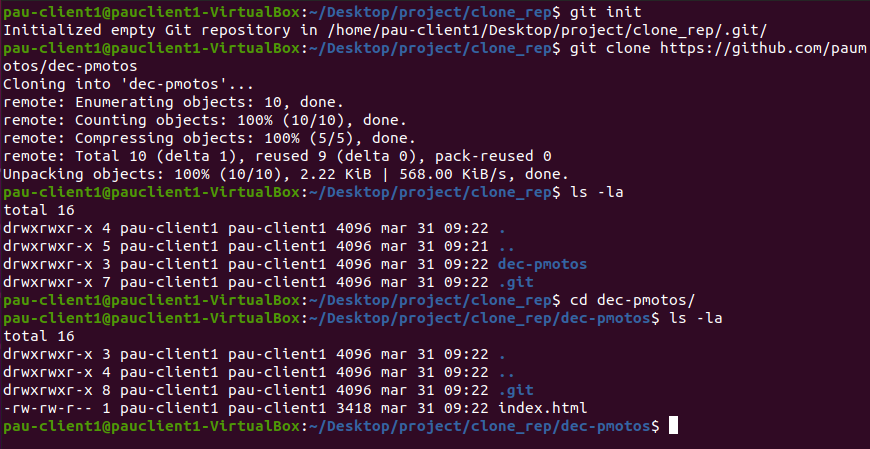 pau-client1@pauclient1-VirtualBox:~/Desktop/project/clone_rep$ git init
Initialized empty Git repository in /home/pau-client1/Desktop/project/clone_rep/.git/
pau-client1@pauclient1-VirtualBox:~/Desktop/project/clone_rep$ git clone https://github.com/paum
otos/dec-pmotos
Cloning into 'dec-pmotos'...
remote: Enumerating objects: 10, done.
remote: Counting objects: 100% (10/10), done.
remote: Compressing objects: 100% (5/5), done.
remote: Total 10 (delta 1), reused 9 (delta 0), pack-reused 0
Unpacking objects: 100% (10/10), 2.22 KiB | 568.00 KiB/s, done.
pau-client1@pauclient1-VirtualBox:~/Desktop/project/clone_rep$ ls -la
total 16
drwxrwxr-x 4 pau-client1 pau-client1 4096 mar 31 09:22 .
drwxrwxr-x 5 pau-client1 pau-client1 4096 mar 31 09:21 ..
drwxrwxr-x 3 pau-client1 pau-client1 4096 mar 31 09:22 dec-pmotos
drwxrwxr-x 7 pau-client1 pau-client1 4096 mar 31 09:22 .git
pau-client1@pauclient1-VirtualBox:~/Desktop/project/clone_rep$ cd dec-pmotos/
pau-client1@pauclient1-VirtualBox:~/Desktop/project/clone_rep/dec-pmotos$ ls -la
total 16
drwxrwxr-x 3 pau-client1 pau-client1 4096 mar 31 09:22 .
drwxrwxr-x 4 pau-client1 pau-client1 4096 mar 31 09:22 ..
drwxrwxr-x 8 pau-client1 pau-client1 4096 mar 31 09:22 .git
-rw-rw-r-- 1 pau-client1 pau-client1 3418 mar 31 09:22 index.html
pau-client1@pauclient1-VirtualBox:~/Desktop/project/clone_rep/dec-pmotos$